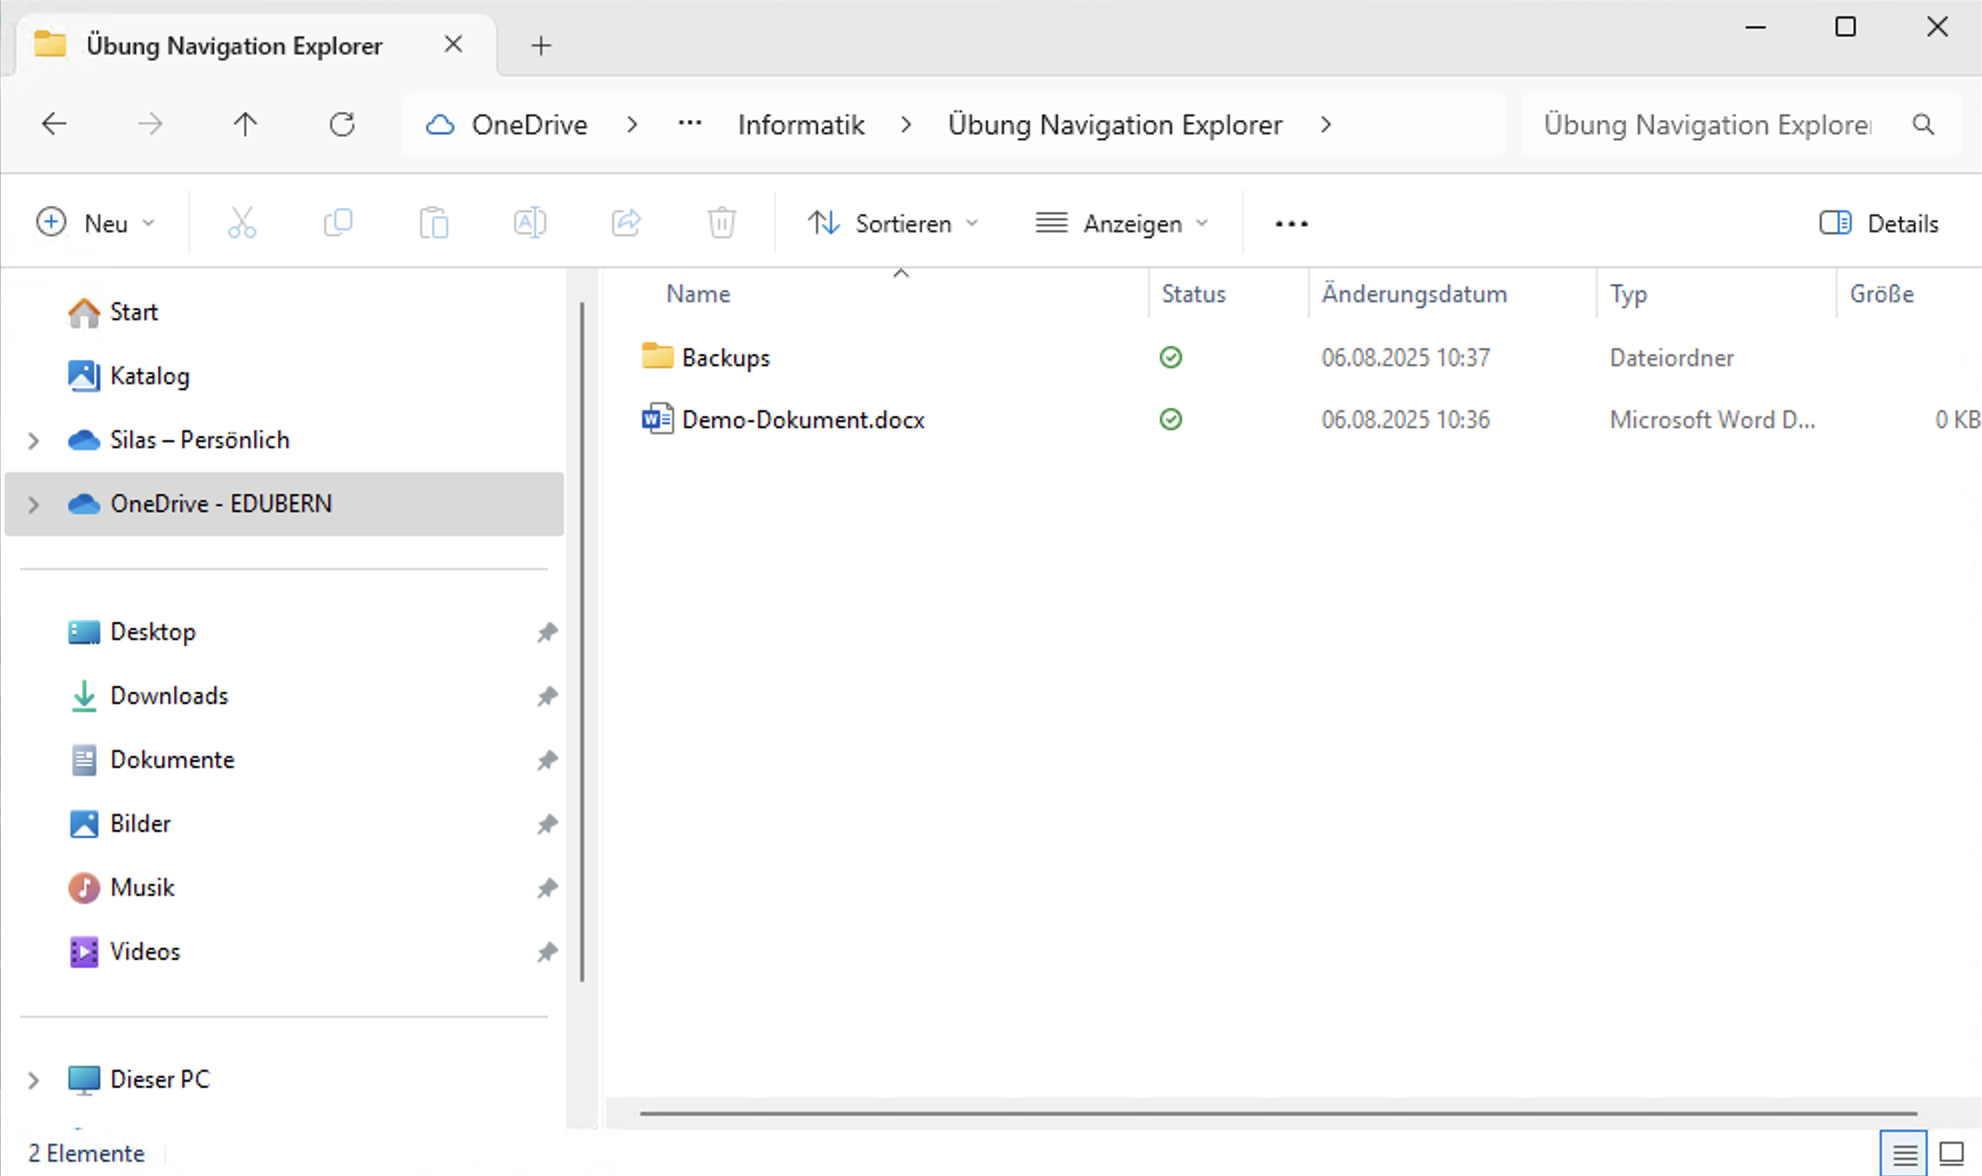 Übung Navigation Explorer
OneDrive > ... Informatik > Übung Navigation Explorer >
Übung Navigation Explorer
Neu
Sortieren
Anzeigen
Details
Start
Katalog
Silas – Persönlich
OneDrive - EDUBERN
Desktop
Downloads
Dokumente
Bilder
Musik
Videos
Dieser PC
Name Status Änderungsdatum Typ Größe
Backups 06.08.2025 10:37 Dateiordner
Demo-Dokument.docx 06.08.2025 10:36 Microsoft Word D... 0 KB
2 Elemente